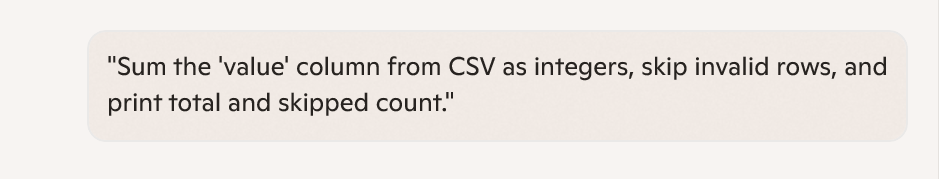 "Sum the 'value' column from CSV as integers, skip invalid rows, and
print total and skipped count."